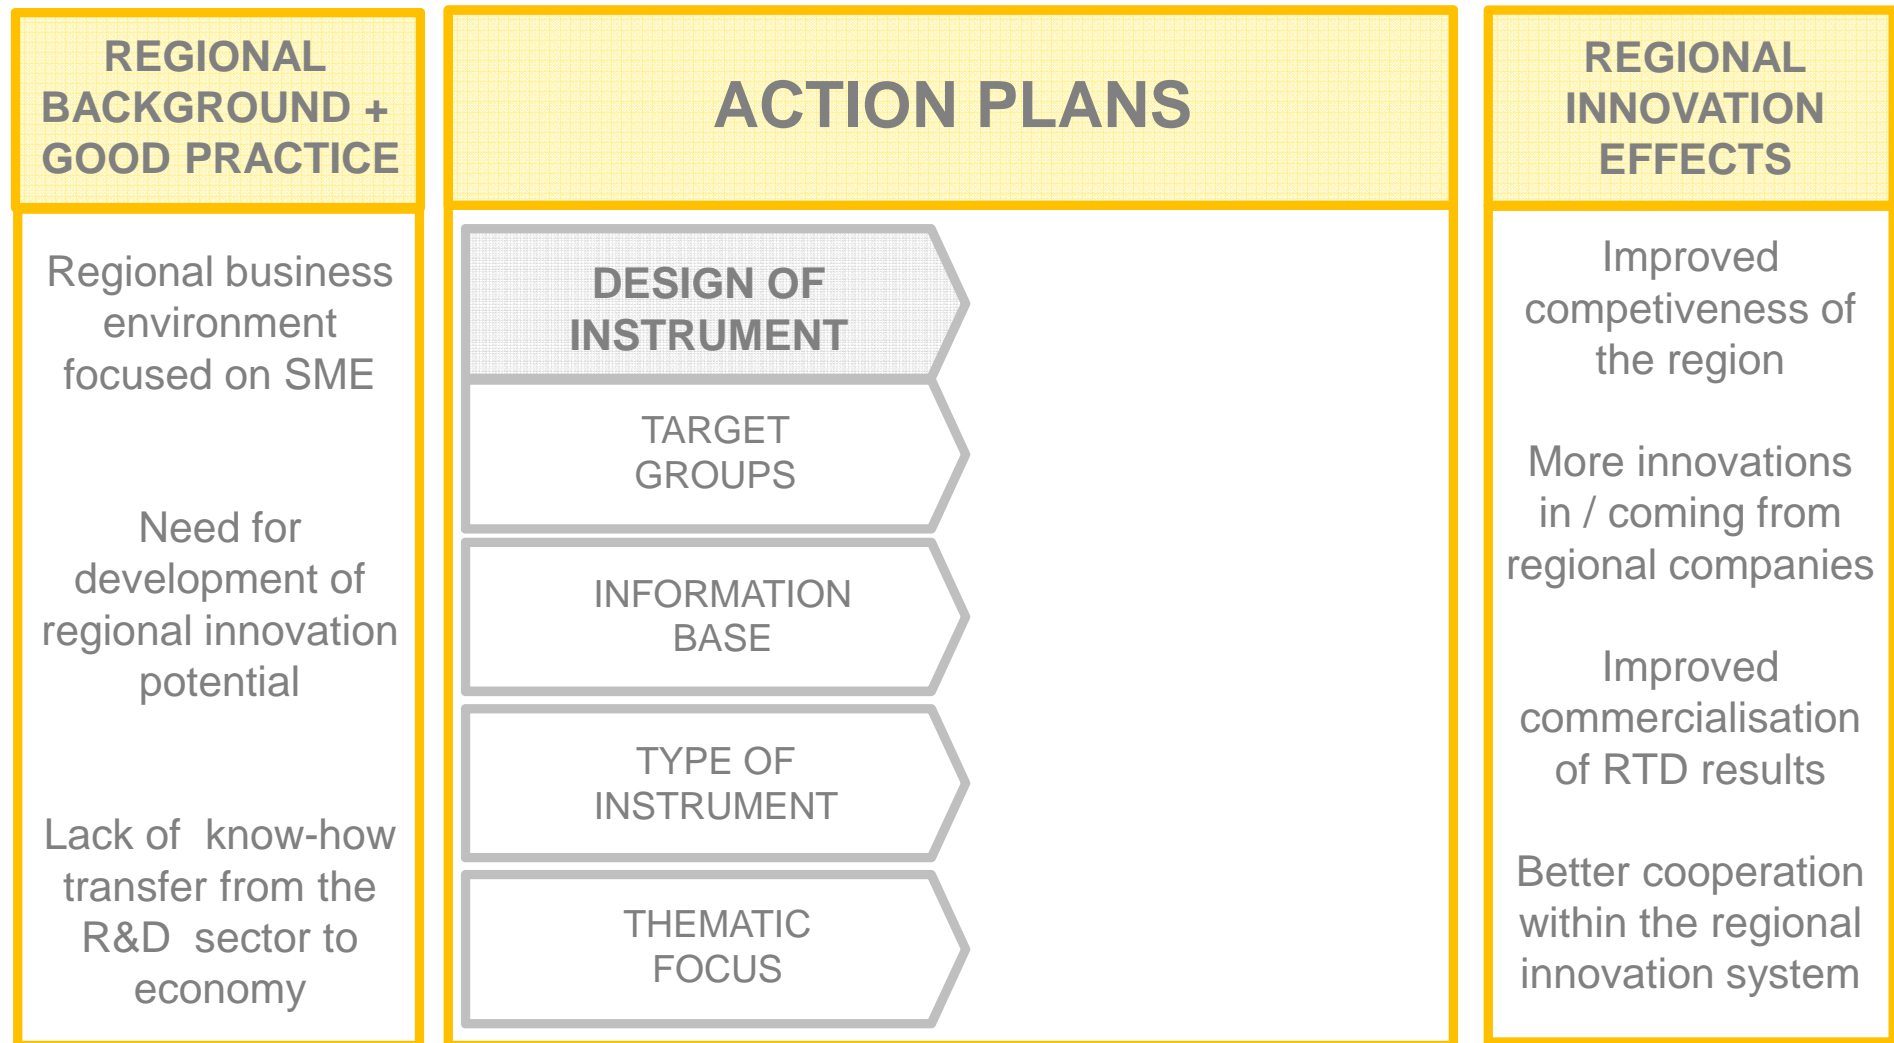 REGIONAL
BACKGROUND +
GOOD PRACTICE
Regional business
environment
focused on SME
Need for
development of
regional innovation
potential
Lack of know-how
transfer from the
R&D sector to
economy
ACTION PLANS
DESIGN OF
INSTRUMENT
TARGET
GROUPS
INFORMATION
BASE
TYPE OF
INSTRUMENT
THEMATIC
FOCUS
REGIONAL
INNOVATION
EFFECTS
Improved
competiveness of
the region
More innovations
in / coming from
regional companies
Improved
commercialisation
of RTD results
Better cooperation
within the regional
innovation system